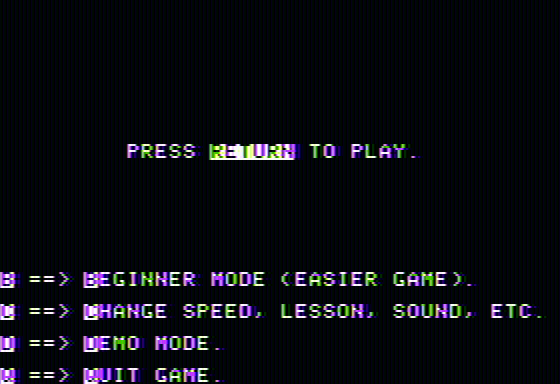 PRESS RETURN TO PLAY.
B ==> BEGINNER MODE (EASIER GAME).
C ==> CHANGE SPEED, LESSON, SOUND, ETC.
D ==> DEMO MODE.
Q ==> QUIT GAME.